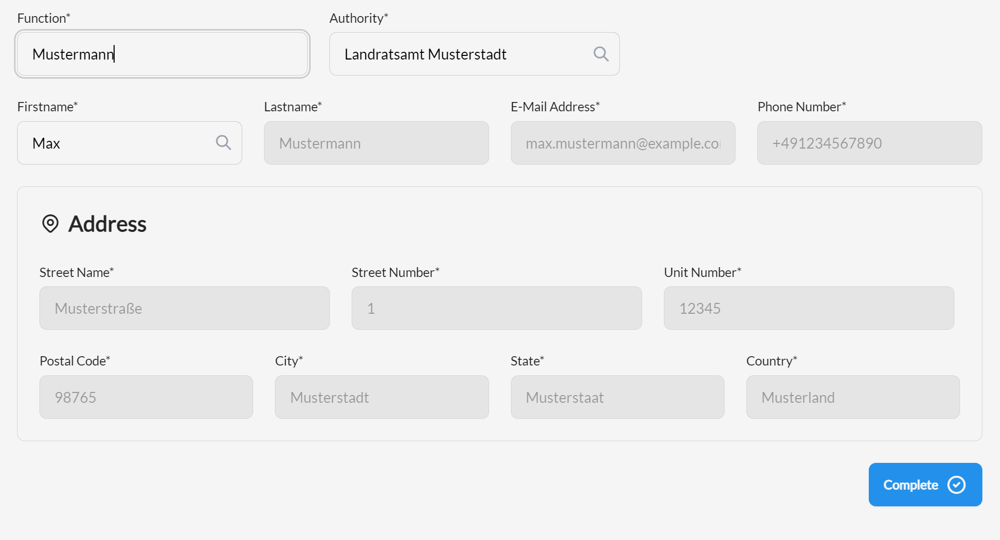 Function*
Authority*
Mustermann
Landratsamt Musterstadt
Firstname*
Lastname*
E-Mail Address*
Phone Number*
Max
Mustermann
max.mustermann@example.co
+491234567890
Address
Street Name*
Street Number*
Unit Number*
Musterstraße
1
12345
Postal Code*
City*
State*
Country*
98765
Musterstadt
Musterstaat
Musterland
Complete